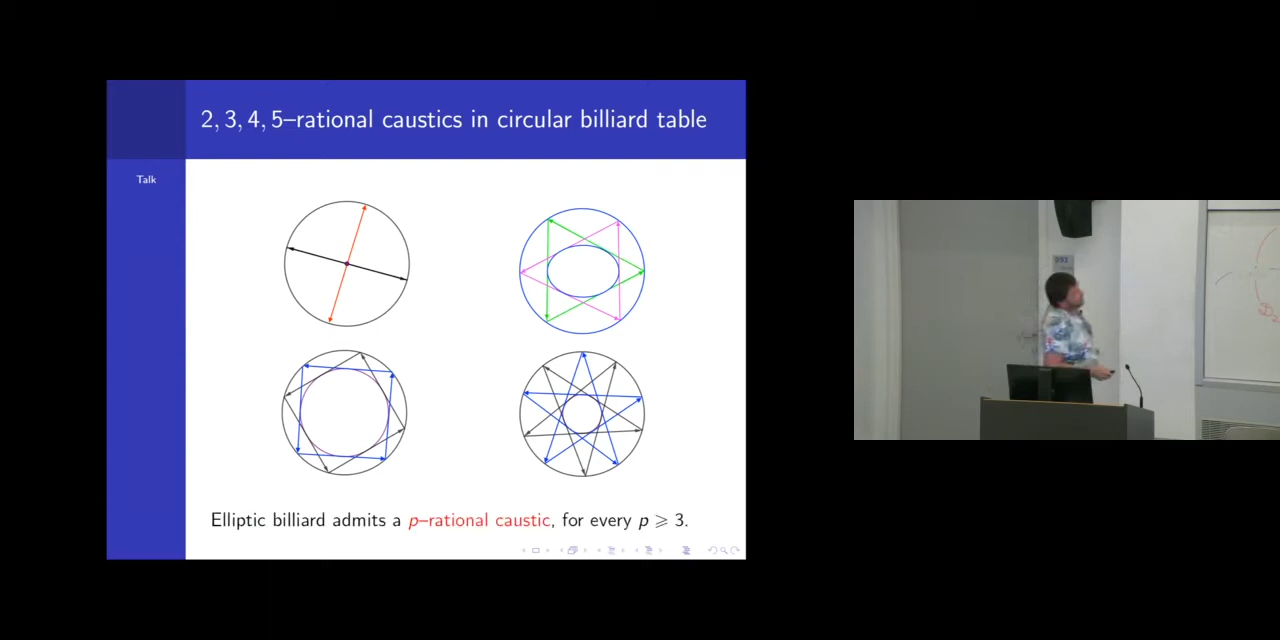 2, 3, 4, 5–rational caustics in circular billiard table
Talk
Elliptic billiard admits a p–rational caustic, for every p ⩾ 3.
093